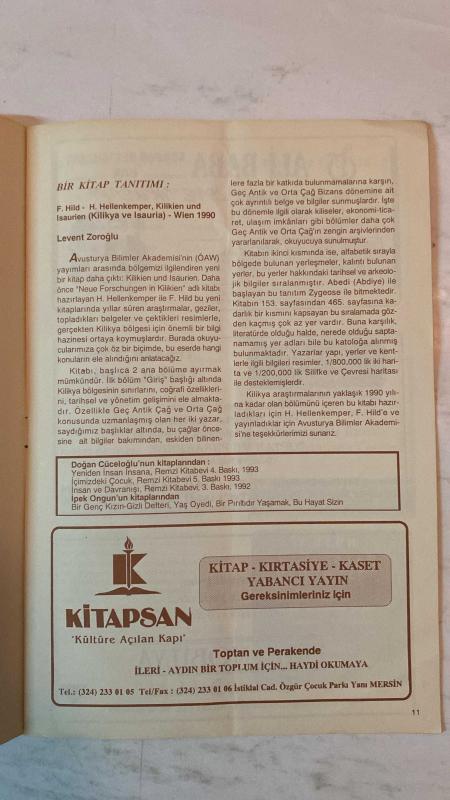 BİR KİTAP TANITIMI :
F. Hild - H. Hellenkemper, Kilikien und
Isaurien (Kilikya ve Isauria) - Wien 1990
Levent Zoroğlu
Avusturya Bilimler Akademisi'nin (ÖAW)
yayımları arasında bölgemizi ilgilendiren yeni
bir kitap daha çıktı: Kilikien und Isaurien. Daha
önce "Neue Forschungen in Kilikien" adlı kitabı
hazırlayan H. Hellenkemper ile F. Hild bu yeni
kitaplarında yıllar süren araştırmalar, geziler,
topladıkları belgeler ve çektikleri resimlerle,
gerçekten Kilikya bölgesi için önemli bir bilgi
hazinesi ortaya koymuşlardır. Burada okuyu-
cularımıza çok öz bir biçimde, bu eserde hangi
konuların ele alındığını anlatacağız.
Kitabı, başlıca 2 ana bölüme ayırmak
mümkündür. İlk bölüm "Giriş" başlığı altında
Kilikya bölgesinin sınırlarını, coğrafi özellikleri-
ni, tarihsel ve yönetim gelişimini ele almakta-
dır. Özellikle Geç Antik Çağ ve Orta Çağ
konusunda uzmanlaşmış olan her iki yazar,
saydığımız başlıklar altında, bu çağlar önce-
sine ait bilgiler bakımından, eskiden bilinen-
lere fazla bir katkıda bulunmamalarına karşın,
Geç Antik ve Orta Çağ Bizans dönemine ait
çok ayrıntılı belge ve bilgiler sunmuşlardır. İşte
bu dönemle ilgili olarak kiliseler, ekonomi-tica-
ret, ulaşım imkânları gibi bölümler daha çok
Geç Antik ve Orta Çağ'ın zengin arşivlerinden
yararlanılarak, okuyucuya sunulmuştur.
Kitabın ikinci kısmında ise, alfabetik sırayla
bölgede bulunan yerleşmeler, kalıntı bulunan
yerler, bu yerler hakkındaki tarihsel ve arkeolo-
jik bilgiler sıralanmıştır. Abedi (Abdiye) ile
başlayan bu tanıtım Zygeose ile bitmektedir.
Kitabın 153. sayfasından 465. sayfasına ka-
darlık bir kısmını kapsayan bu sıralamada göz-
den kaçmış çok az yer vardır. Buna karşılık,
literatürde olduğu halde, nerede olduğu sapta-
namamış yer adları bile bu katoloğa alınmış
bulunmaktadır. Yazarlar yapı, yerler ve kent-
lerle ilgili bilgileri resimler, 1/800.000 lik iki hari-
ta ve 1/200.000 lik Silifke ve Çevresi haritası
ile desteklemişlerdir.
Kilikya araştırmalarının yaklaşık 1990 yılı-
na kadar olan bölümünü içeren bu kitabı hazır-
ladıkları için H. Hellenkemper, F. Hild'e ve
yayınladıkları için Avusturya Bilimler Akademi-
si'ne teşekkürlerimizi sunarız.
Doğan Cüceloğlu'nun kitaplarından :
Yeniden İnsan İnsana, Remzi Kitabevi 4. Baskı, 1993
İçimizdeki Çocuk, Remzi Kitabevi 5. Baskı 1993
İnsan ve Davranışı, Remzi Kitabevi, 3. Baskı, 1992
İpek Ongun'un kitaplarından
Bir Genç Kızın-Gizli Defteri, Yaş Oyedi, Bir Pırıltıdır Yaşamak, Bu Hayat Sizin
KİTAPSAN
"Kültüre Açılan Kapı"
KİTAP - KIRTASİYE - KASET
YABANCI YAYIN
Gereksinimleriniz için
Toptan ve Perakende
İLERİ - AYDIN BİR TOPLUM İÇİN... HAYDİ OKUMAYA
Tel.: (324) 233 01 05 Tel/Fax : (324) 233 01 06 İstiklal Cad. Özgür Çocuk Parkı Yanı MERSİN
11